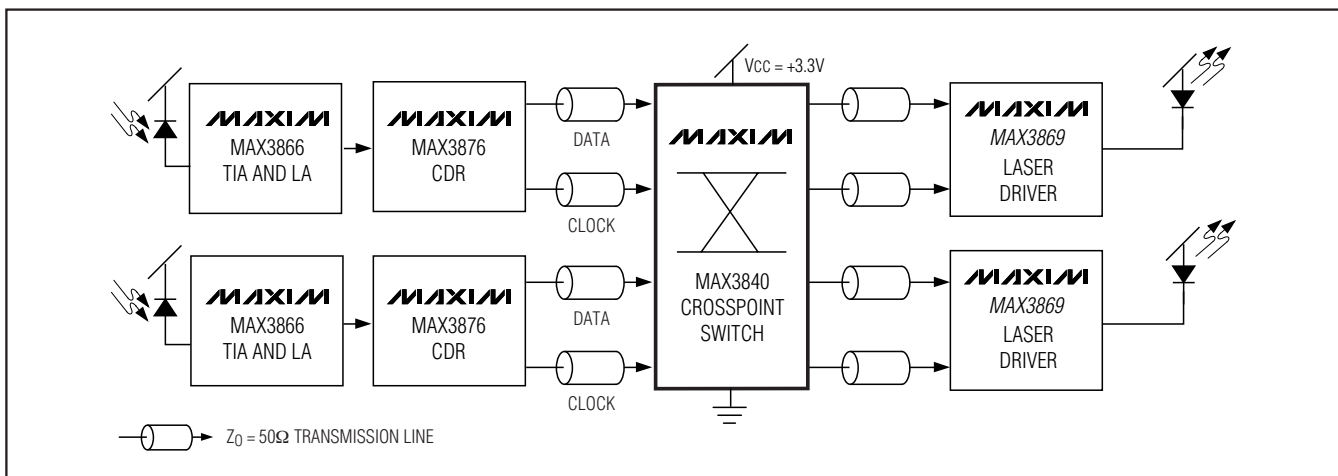 VCC = +3.3V
MAXIM
MAX3866
TIA AND LA
MAXIM
MAX3876
CDR
DATA
CLOCK
MAXIM
MAX3840
CROSSPOINT
SWITCH
MAXIM
MAX3869
LASER
DRIVER
MAXIM
MAX3866
TIA AND LA
MAXIM
MAX3876
CDR
DATA
CLOCK
MAXIM
MAX3869
LASER
DRIVER
Z0 = 50Ω TRANSMISSION LINE